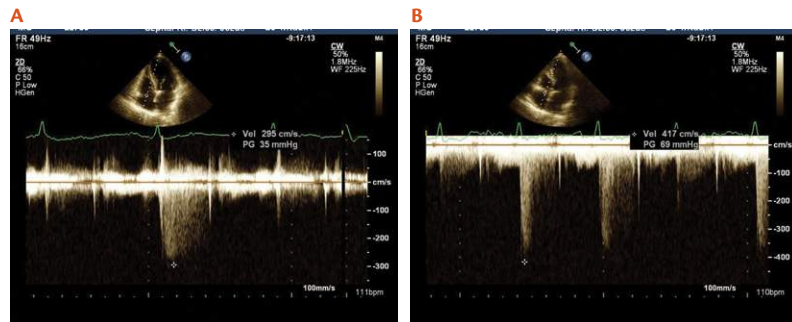 A
FR 49Hz
16cm
2D
66%
C 50
P Low
HGen
-9:17:13
CW
50%
1.8MHz
WF 225Hz
M4
Vel 295 cm/s
PG 35 mmHg
100
cm/s
-100
-200
-300
100mm/s
111bpm
B
FR 49Hz
16cm
2D
66%
C 50
P Low
HGen
-9:17:13
CW
50%
1.8MHz
WF 225Hz
M4
Vel 417 cm/s
PG 69 mmHg
cm/s
-100
-200
-300
-400
100mm/s
110bpm